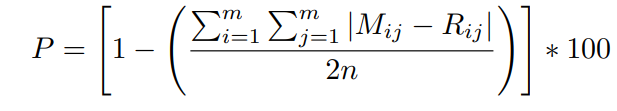 P = [1 − (∑_{i=1}^{m} ∑_{j=1}^{m} |M_{ij} − R_{ij}| / 2n)] ∗ 100